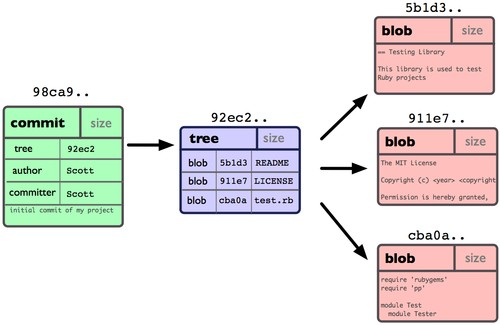 98ca9..
commit size
tree 92ec2
author Scott
committer Scott
initial commit of my project
92ec2..
tree size
blob 5b1d3 README
blob 911e7 LICENSE
blob cba0a test.rb
5b1d3..
blob size
== Testing Library
This library is used to test
Ruby projects
911e7..
blob size
The MIT License
Copyright (c) <year> <copyright
Permission is hereby granted,
cba0a..
blob size
require 'rubygems'
require 'pp'
module Test
module Tester